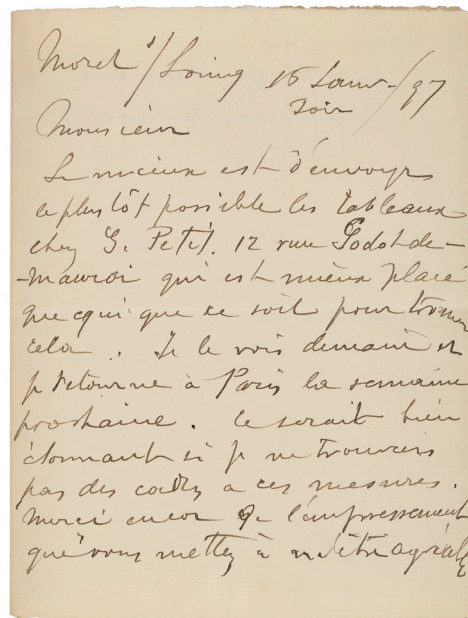 Moret s/Loing 16 Janv-/97
Soir
Monsieur
Le mieux est d'envoyer
le plus tôt possible les tableaux
chez G. Petit. 12 rue Godot-de-
-Mauroi qui est mieux placé
que qui que ce soit pour trouver
cela. Je le vois demain et
je retourne à Paris la semaine
prochaine. Ce serait bien
étonnant si je ne trouvais
pas des cadres à ces mesures.
Merci encor de l'empressement
que vous mettez à m'être agréable